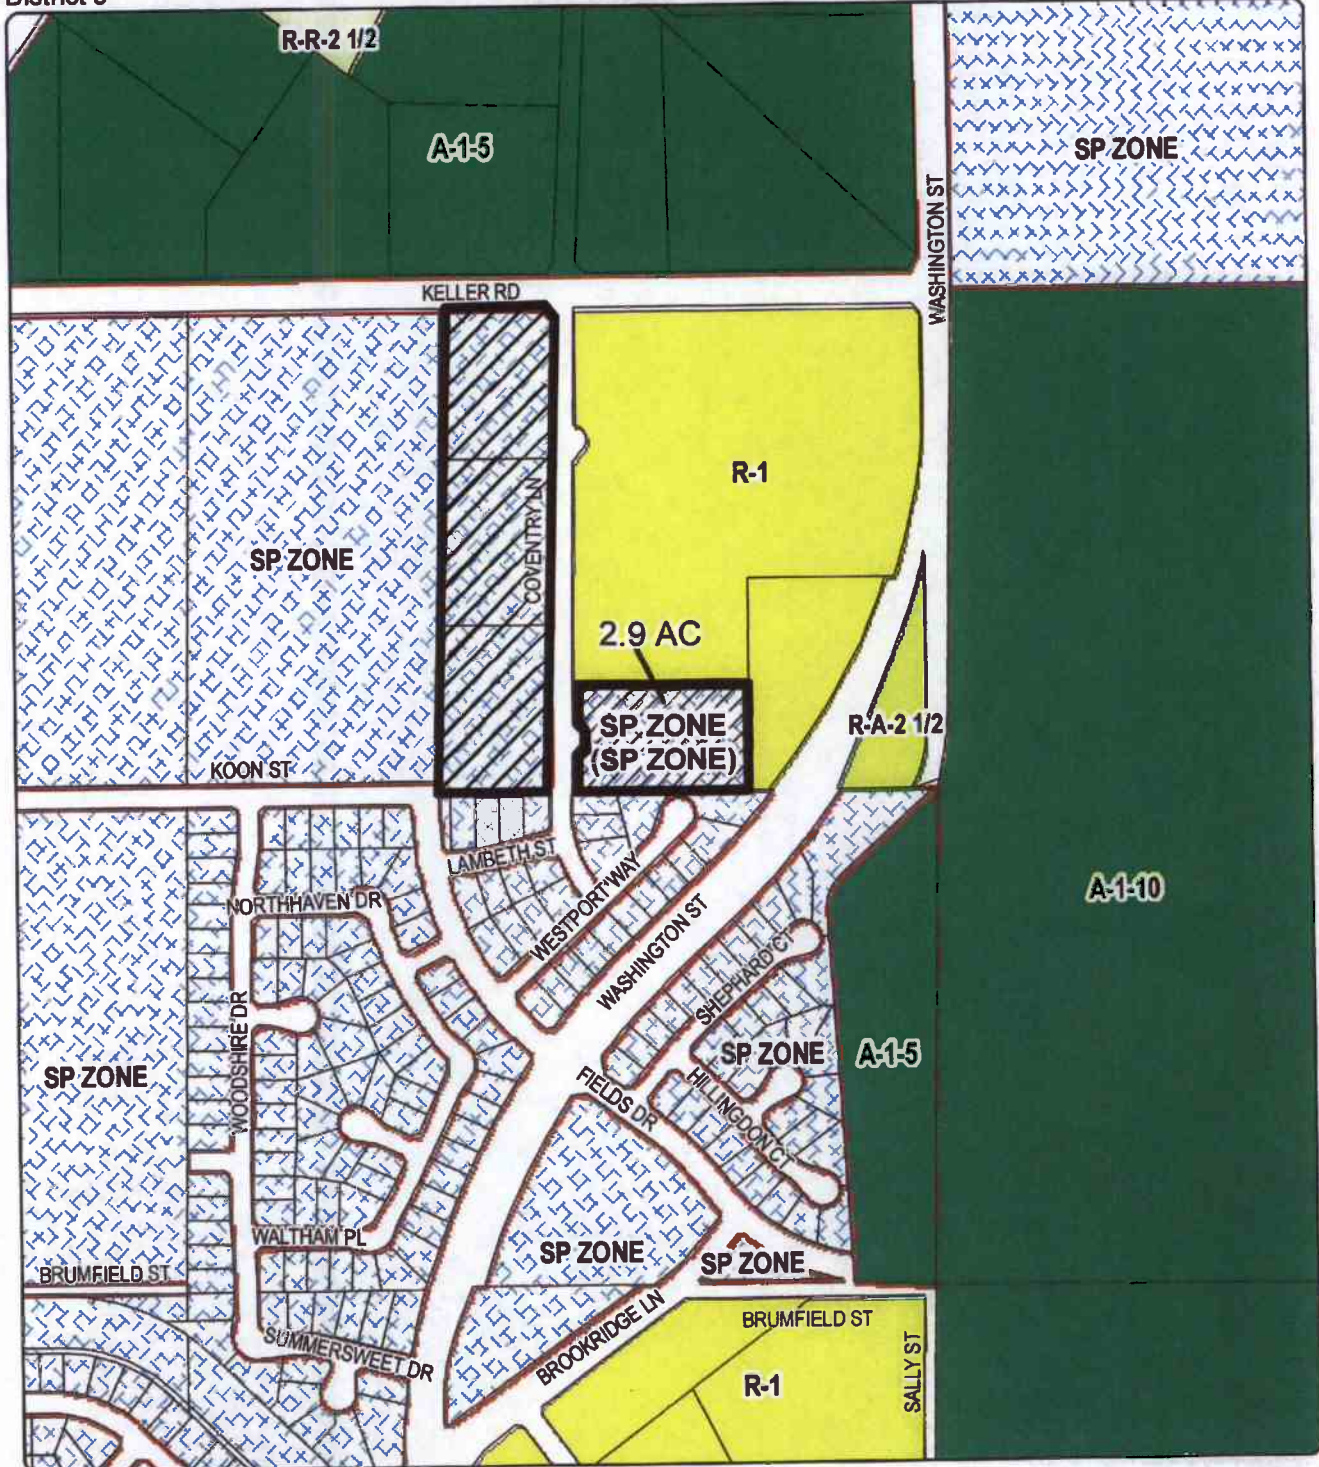 R-R-2 1/2
A-1-5
SP ZONE
WASHINGTON ST
KELLER RD
R-1
COVENTRY LN
SP ZONE
2.9 AC
SP ZONE
(SP ZONE)
R-A-2 1/2
KOON ST
LAMBETH ST
NORTHHAVEN DR
WESTPORT WAY
WASHINGTON ST
A-1-10
SHEPHARD CT
WOODSHIRE DR
SP ZONE
SP ZONE
A-1-5
FIELDS DR
HILLINGDON CT
WALTHAM PL
SP ZONE
SP ZONE
BRUMFIELD ST
BROOKRIDGE LN
BRUMFIELD ST
SUMMERSWEET DR
R-1
SALLY ST